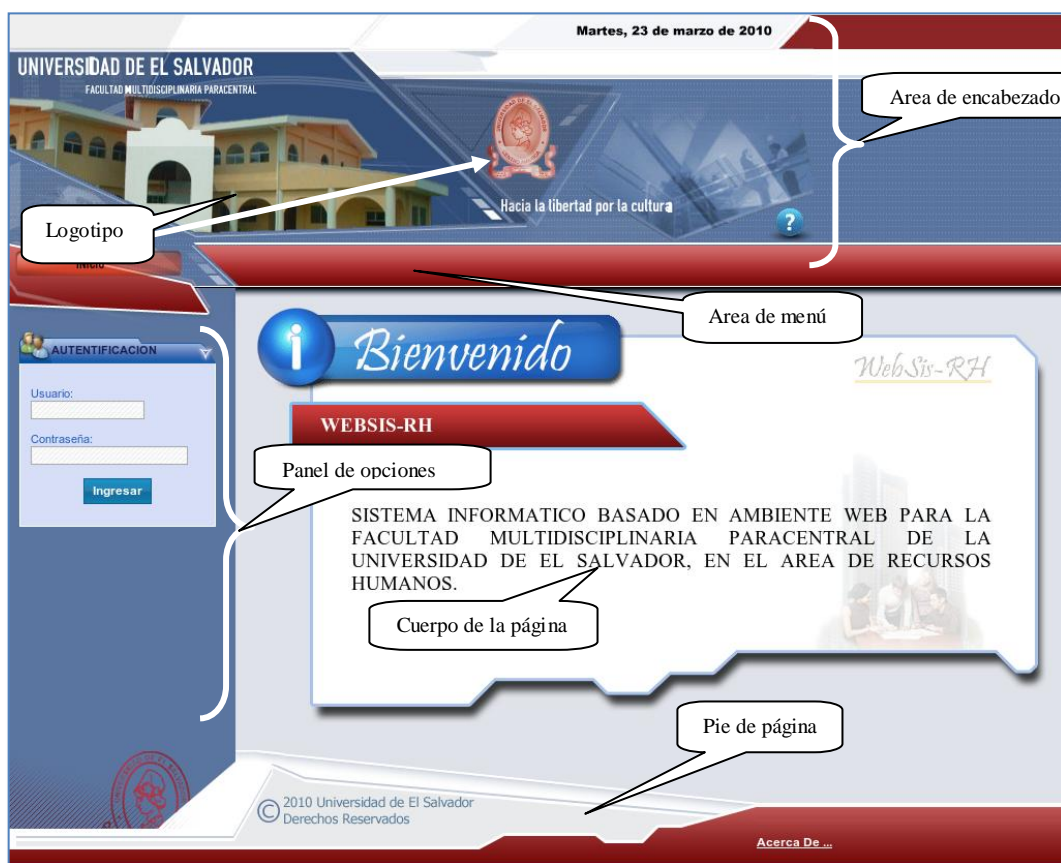 Martes, 23 de marzo de 2010
UNIVERSIDAD DE EL SALVADOR
FACULTAD MULTIDISCIPLINARIA PARACENTRAL
Area de encabezado
Hacia la libertad por la cultura
?
Logotipo
INICIO
Area de menú
AUTENTIFICACION
Usuario:
Contraseña:
Ingresar
i Bienvenido
WebSis-RH
WEBSIS-RH
Panel de opciones
SISTEMA INFORMATICO BASADO EN AMBIENTE WEB PARA LA
FACULTAD MULTIDISCIPLINARIA PARACENTRAL DE LA
UNIVERSIDAD DE EL SALVADOR, EN EL AREA DE RECURSOS
HUMANOS.
Cuerpo de la página
Pie de página
© 2010 Universidad de El Salvador
Derechos Reservados
Acerca De ...